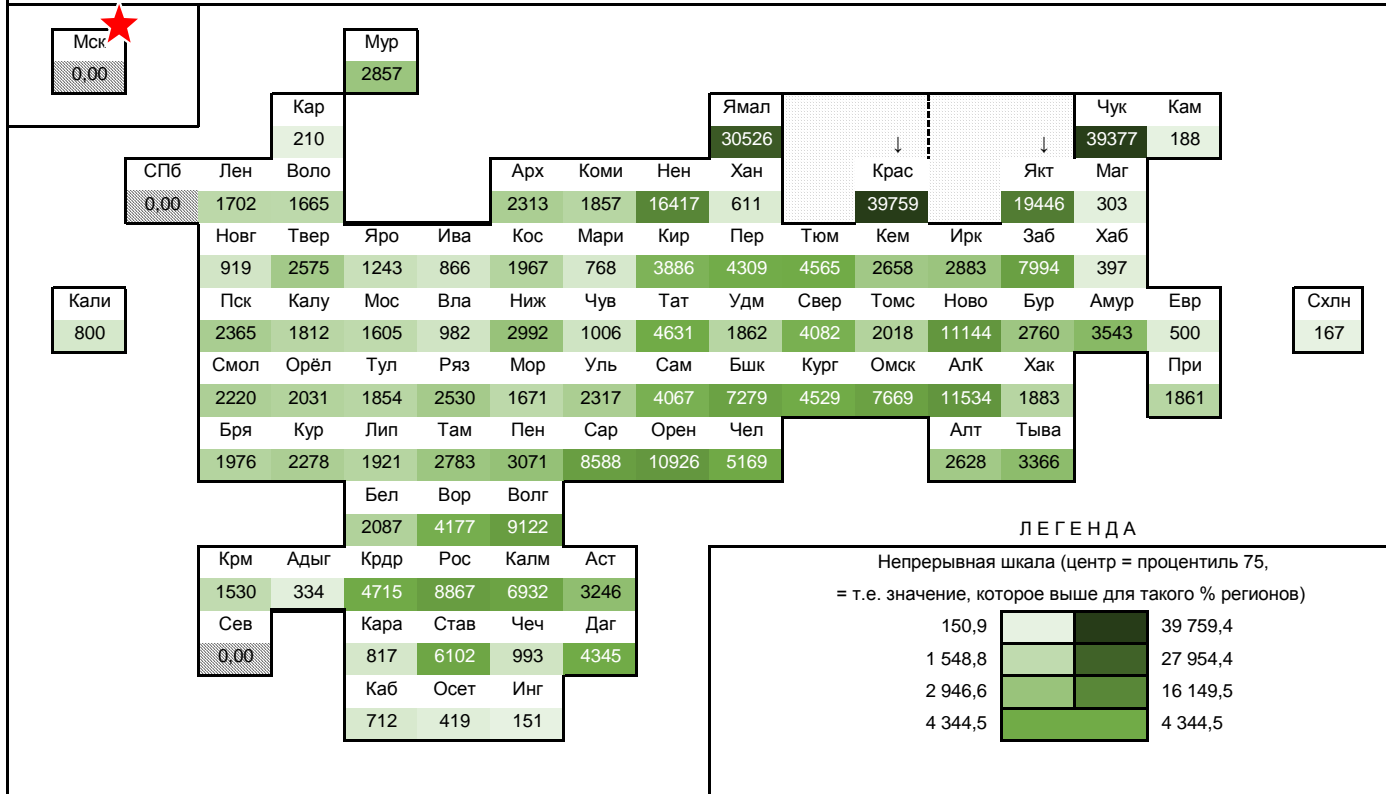 Мск Мур
0,00 2857
Кар Ямал Чук Кам
210 30526 ↓ ↓ 39377 188
СПб Лен Воло Арх Коми Нен Хан Крас Якт Маг
0,00 1702 1665 2313 1857 16417 611 39759 19446 303
Новг Твер Яро Ива Кос Мари Кир Пер Тюм Кем Ирк Заб Хаб
919 2575 1243 866 1967 768 3886 4309 4565 2658 2883 7994 397
Кали Пск Калу Мос Вла Ниж Чув Тат Удм Свер Томс Ново Бур Амур Евр Схлн
800 2365 1812 1605 982 2992 1006 4631 1862 4082 2018 11144 2760 3543 500 167
Смол Орёл Тул Ряз Мор Уль Сам Бшк Кург Омск АлК Хак При
2220 2031 1854 2530 1671 2317 4067 7279 4529 7669 11534 1883 1861
Бря Кур Лип Там Пен Сар Орен Чел Алт Тыва
1976 2278 1921 2783 3071 8588 10926 5169 2628 3366
Бел Вор Волг
2087 4177 9122
Крм Адыг Крдр Рос Калм Аст
1530 334 4715 8867 6932 3246
Сев Кара Став Чеч Даг
0,00 817 6102 993 4345
Каб Осет Инг
712 419 151
ЛЕГЕНДА
Непрерывная шкала (центр = процентиль 75,
= т.е. значение, которое выше для такого % регионов)
150,9 39 759,4
1 548,8 27 954,4
2 946,6 16 149,5
4 344,5 4 344,5